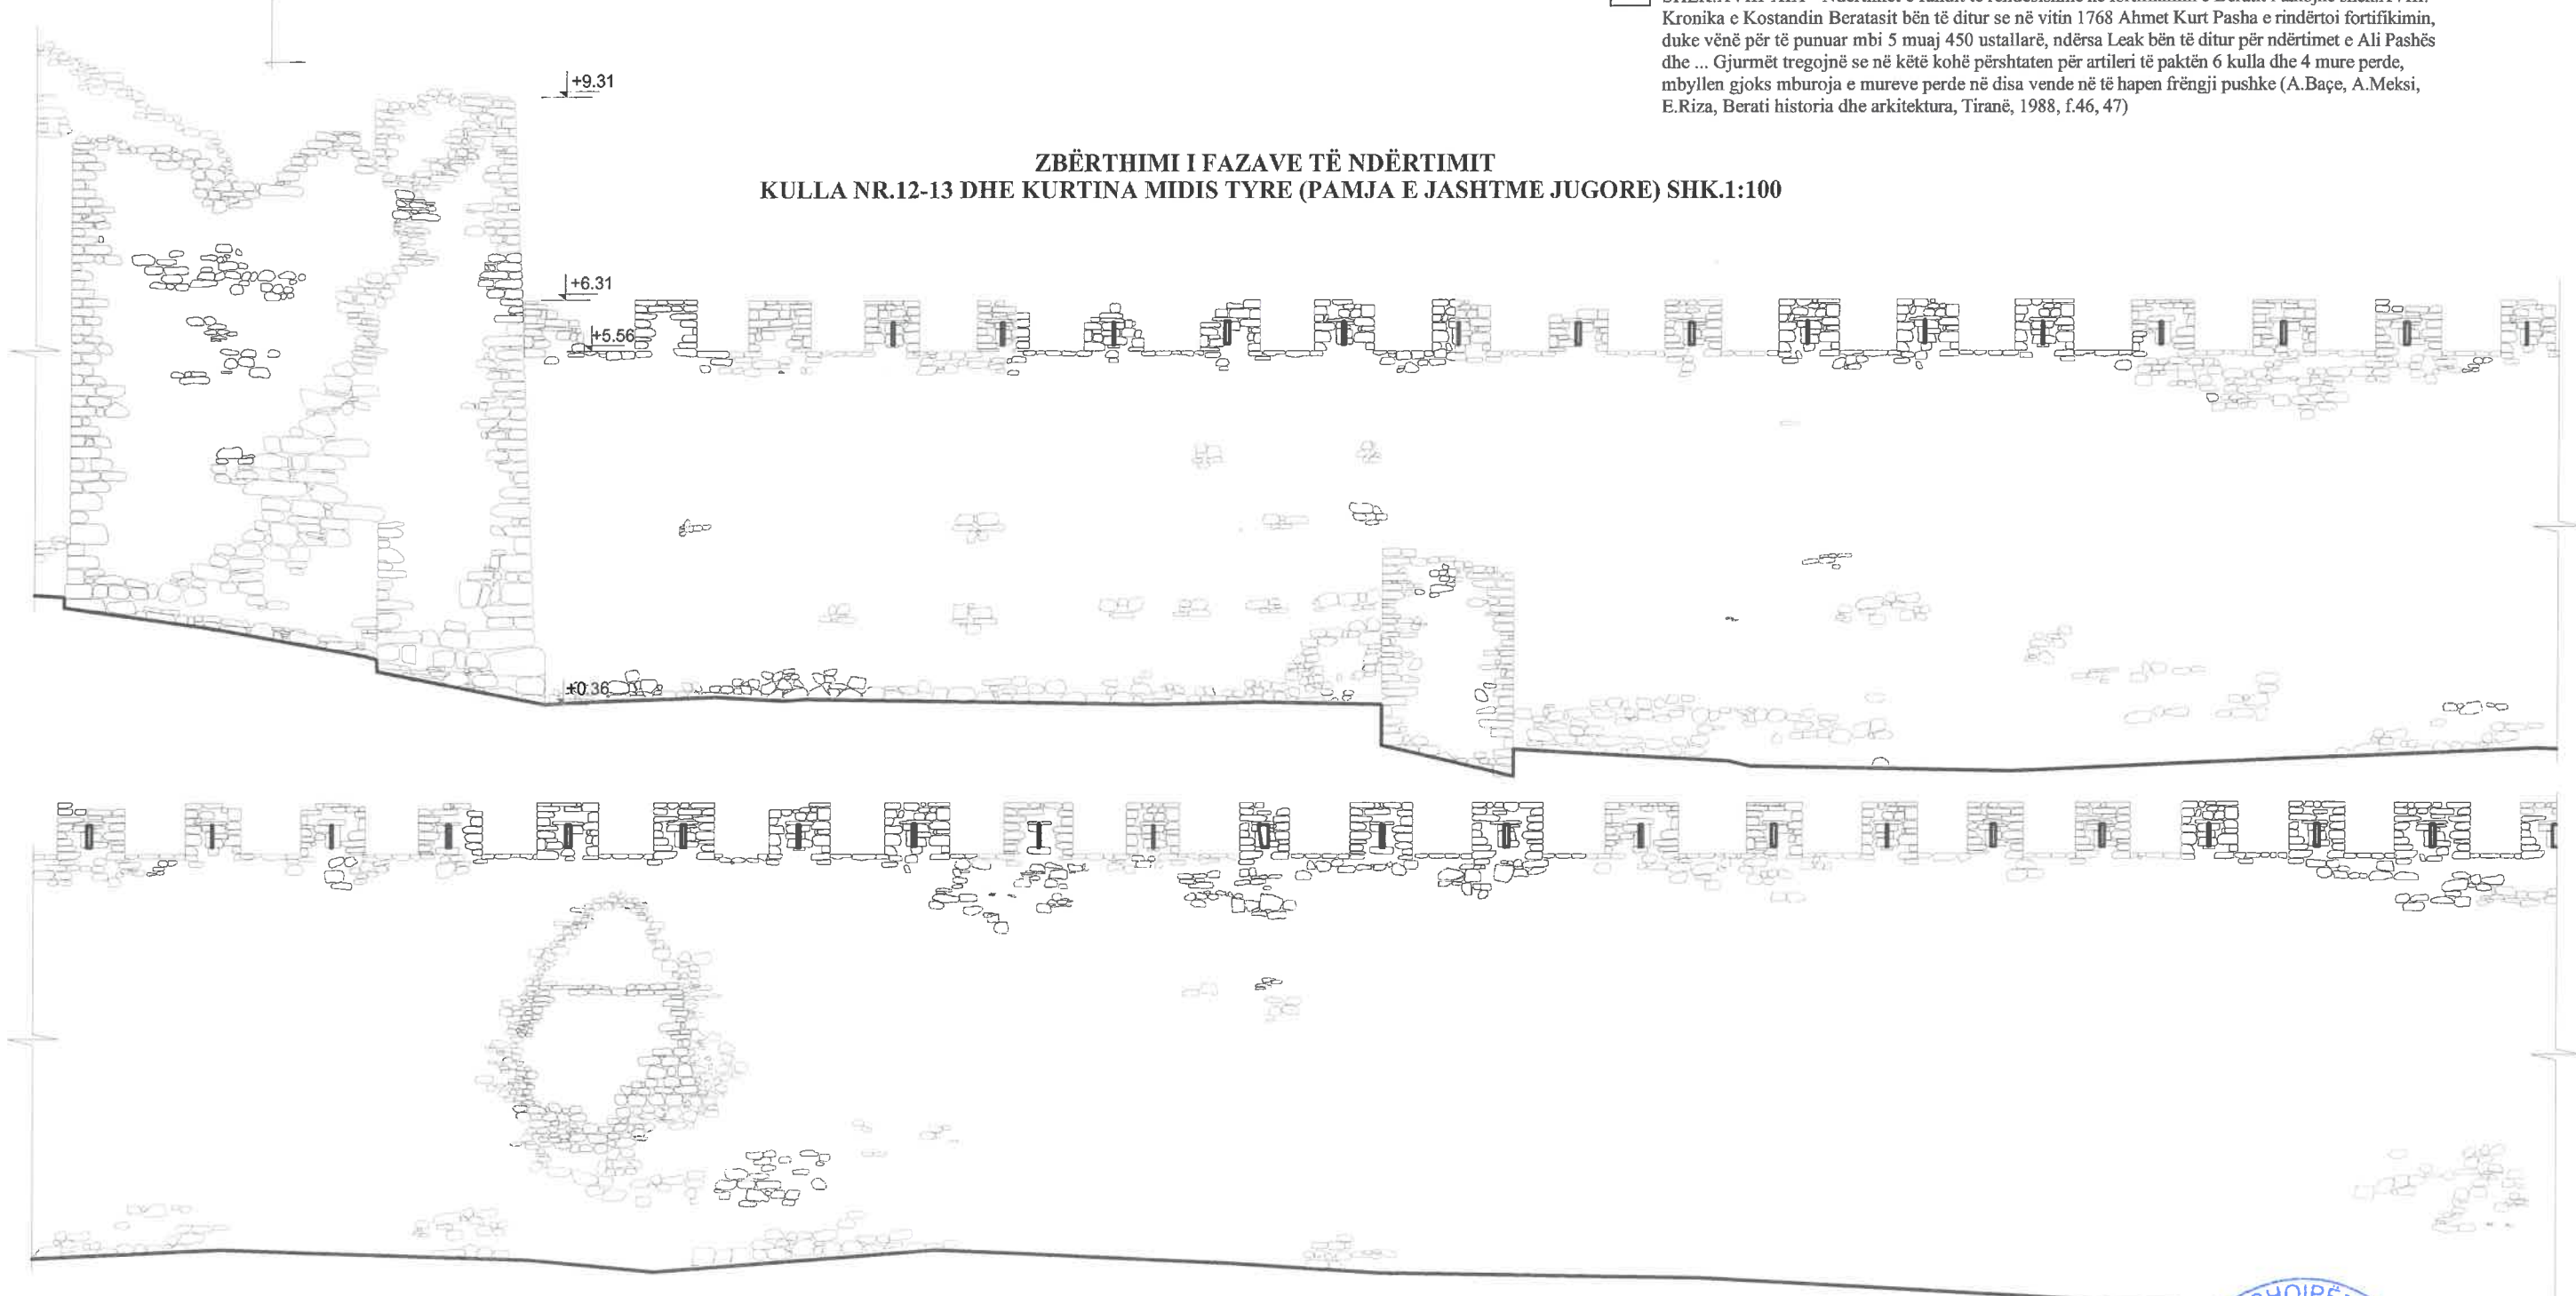 Kronika e Kostandin Beratasit bën të ditur se në vitin 1768 Ahmet Kurt Pasha e rindërtoi fortifikimin,
duke vënë për të punuar mbi 5 muaj 450 ustallarë, ndërsa Leak bën të ditur për ndërtimet e Ali Pashës
dhe ... Gjurmët tregojnë se në këtë kohë përshtaten për artileri të paktën 6 kulla dhe 4 mure perde,
mbyllen gjoks mburoja e mureve perde në disa vende në të hapen frëngji pushke (A.Baçe, A.Meksi,
E.Riza, Berati historia dhe arkitektura, Tiranë, 1988, f.46, 47)
ZBËRTHIMI I FAZAVE TË NDËRTIMIT
KULLA NR.12-13 DHE KURTINA MIDIS TYRE (PAMJA E JASHTME JUGORE) SHK.1:100
+9.31
+6.31
+5.56
±0.36